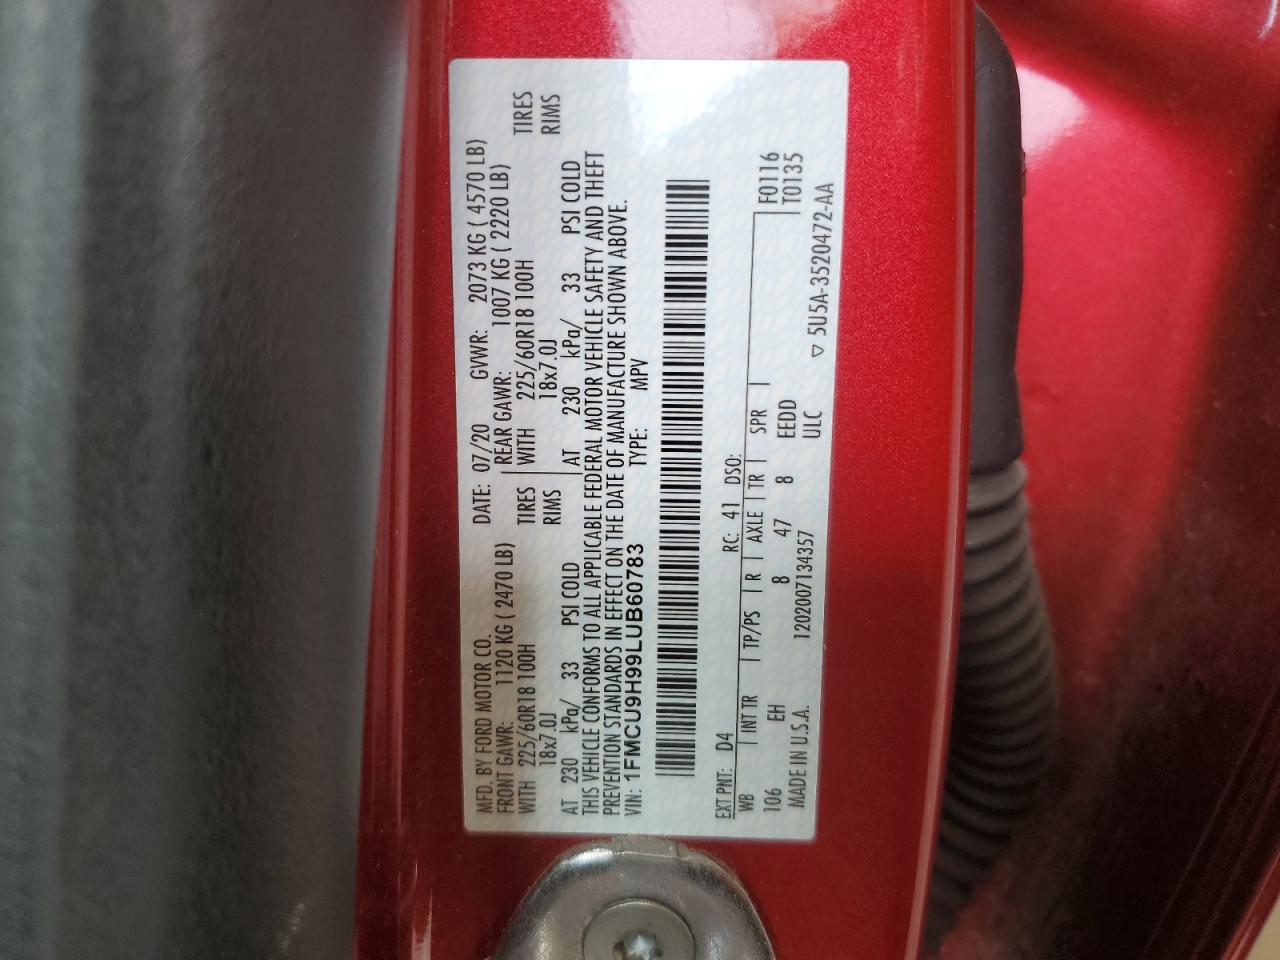 MFD. BY FORD MOTOR CO. DATE: 07/20 GVWR: 2073 KG ( 4570 LB)
FRONT GAWR: 1120 KG ( 2470 LB) REAR GAWR: 1007 KG ( 2220 LB)
WITH 225/60R18 100H TIRES WITH 225/60R18 100H TIRES
18x7.0J RIMS 18x7.0J RIMS
AT 230 kPa/ 33 PSI COLD AT 230 kPa/ 33 PSI COLD
THIS VEHICLE CONFORMS TO ALL APPLICABLE FEDERAL MOTOR VEHICLE SAFETY AND THEFT
PREVENTION STANDARDS IN EFFECT ON THE DATE OF MANUFACTURE SHOWN ABOVE.
VIN: 1FMCU9H99LUB60783 TYPE: MPV
EXT PNT: D4 RC: 41 DSO:
WB INT TR TP/PS R AXLE TR SPR F0116
106 EH 8 47 8 EEDD T0135
MADE IN U.S.A. 1202007134357 ULC ▽ 5U5A-3520472-AA